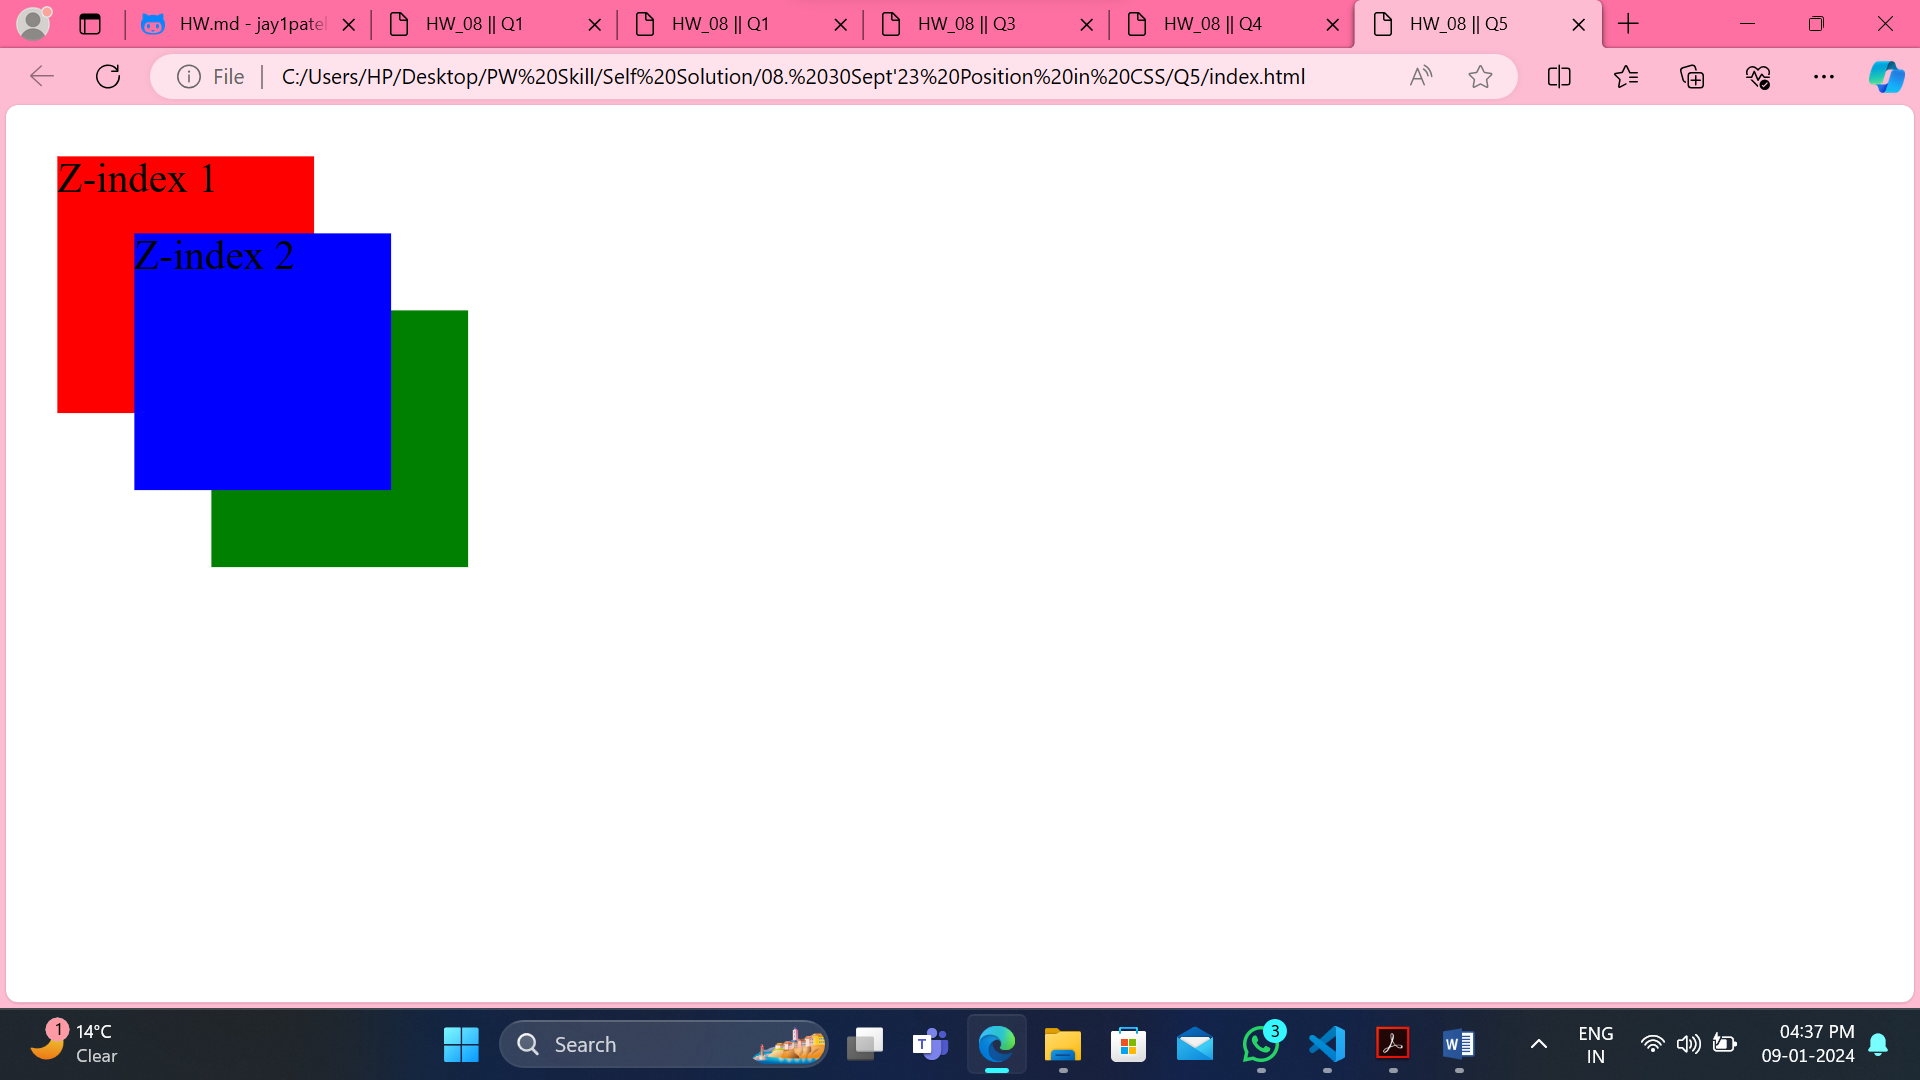 HW.md - jay1patel
HW_08 || Q1
HW_08 || Q1
HW_08 || Q3
HW_08 || Q4
HW_08 || Q5
File
C:/Users/HP/Desktop/PW%20Skill/Self%20Solution/08.%2030Sept'23%20Position%20in%20CSS/Q5/index.html
Z-index 1
Z-index 2
1
14°C
Clear
Search
T
3
W
ENG
IN
04:37 PM
09-01-2024